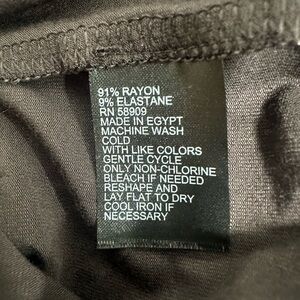 91% RAYON
9% ELASTANE
RN 58909
MADE IN EGYPT
MACHINE WASH
COLD
WITH LIKE COLORS
GENTLE CYCLE
ONLY NON-CHLORINE
BLEACH IF NEEDED
RESHAPE AND
LAY FLAT TO DRY
COOL IRON IF
NECESSARY